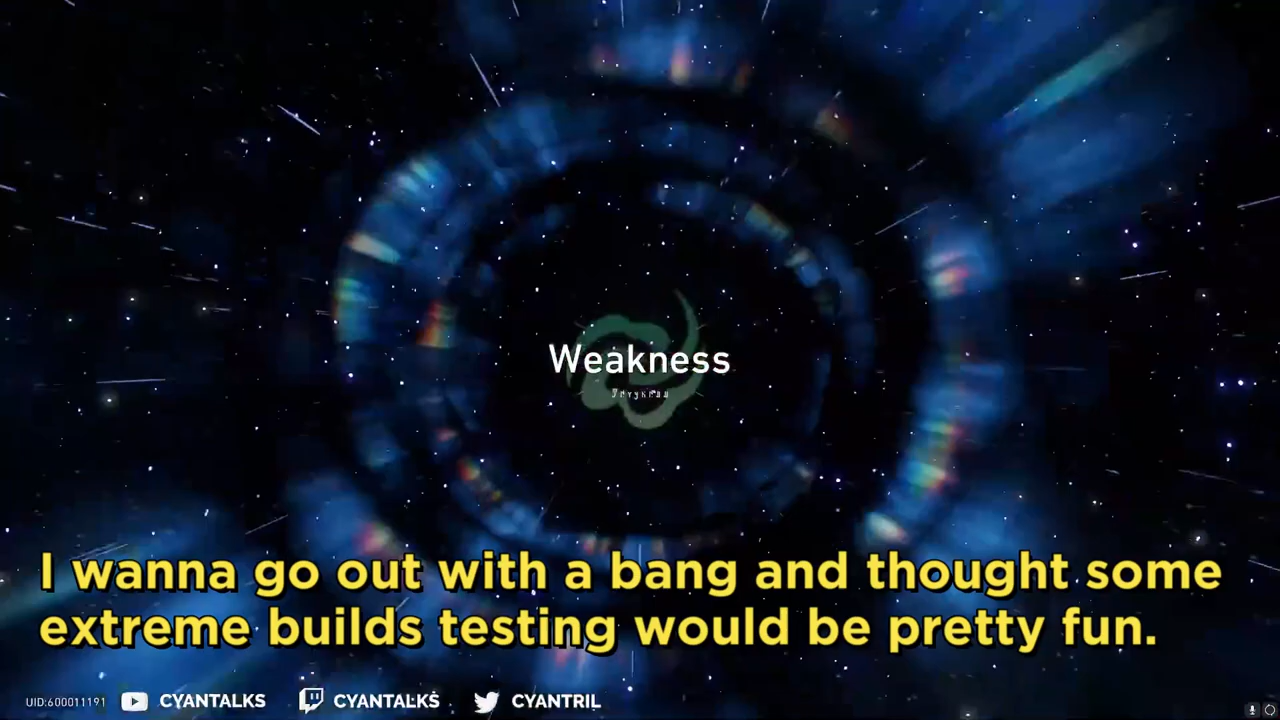 Weakness
I wanna go out with a bang and thought some
extreme builds testing would be pretty fun.
UID:600011191 CYANTALKS CYANTALKS CYANTRIL